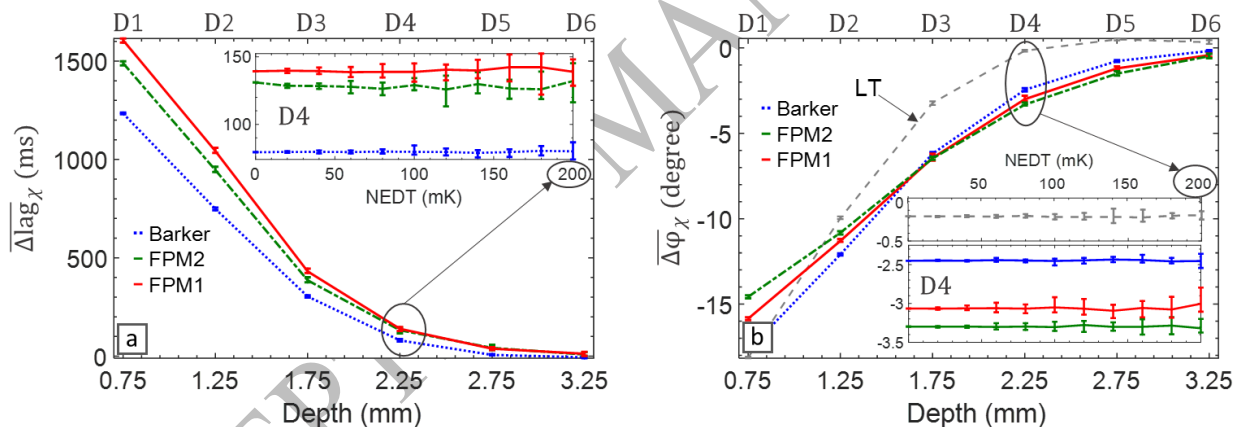 D1 D2 D3 D4 D5 D6
1500
1000
500
0
Δlagχ (ms)
150
100
D4
0 50 100 150 200
NEDT (mK)
Barker
FPM2
FPM1
a
0.75 1.25 1.75 2.25 2.75 3.25
Depth (mm)
D1 D2 D3 D4 D5 D6
0
-5
-10
-15
Δφχ (degree)
LT
Barker
FPM2
FPM1
NEDT (mK)
50 100 150 200
0
-0.5
-2.5
-3
-3.5
D4
b
0.75 1.25 1.75 2.25 2.75 3.25
Depth (mm)